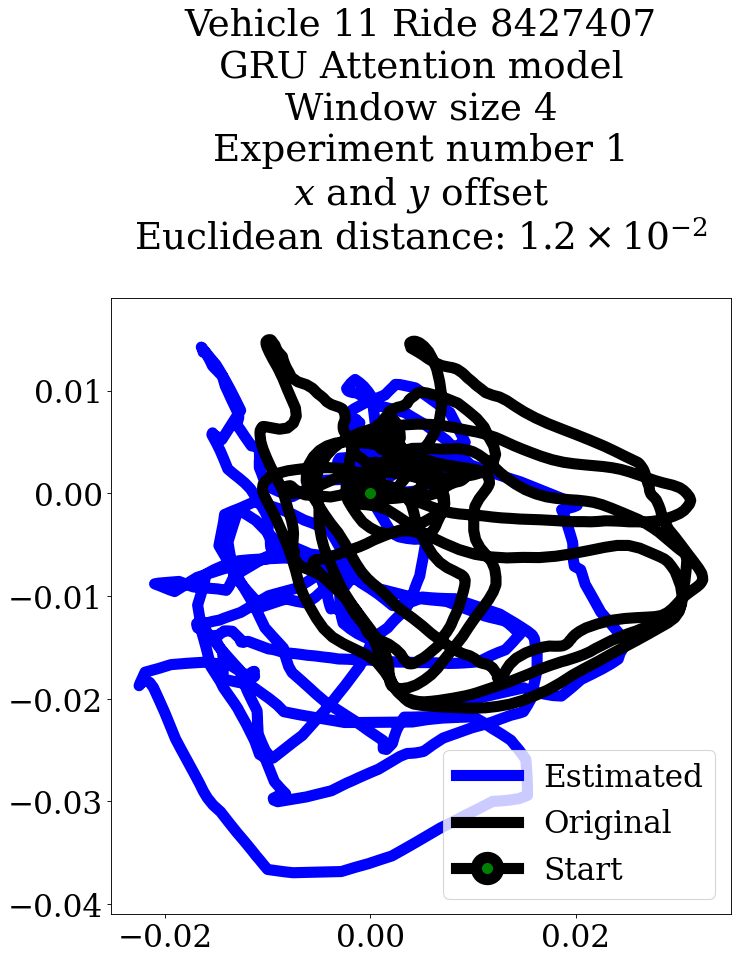 Vehicle 11 Ride 8427407
GRU Attention model
Window size 4
Experiment number 1
x and y offset
Euclidean distance: 1.2 × 10⁻²
0.01
0.00
−0.01
−0.02
−0.03
−0.04
−0.02 0.00 0.02
Estimated
Original
Start